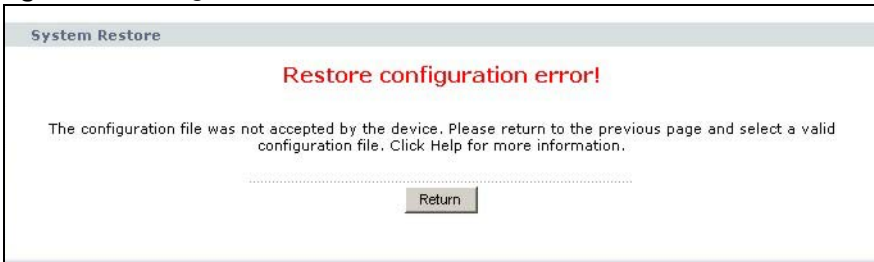 System Restore
Restore configuration error!
The configuration file was not accepted by the device. Please return to the previous page and select a valid
configuration file. Click Help for more information.
Return